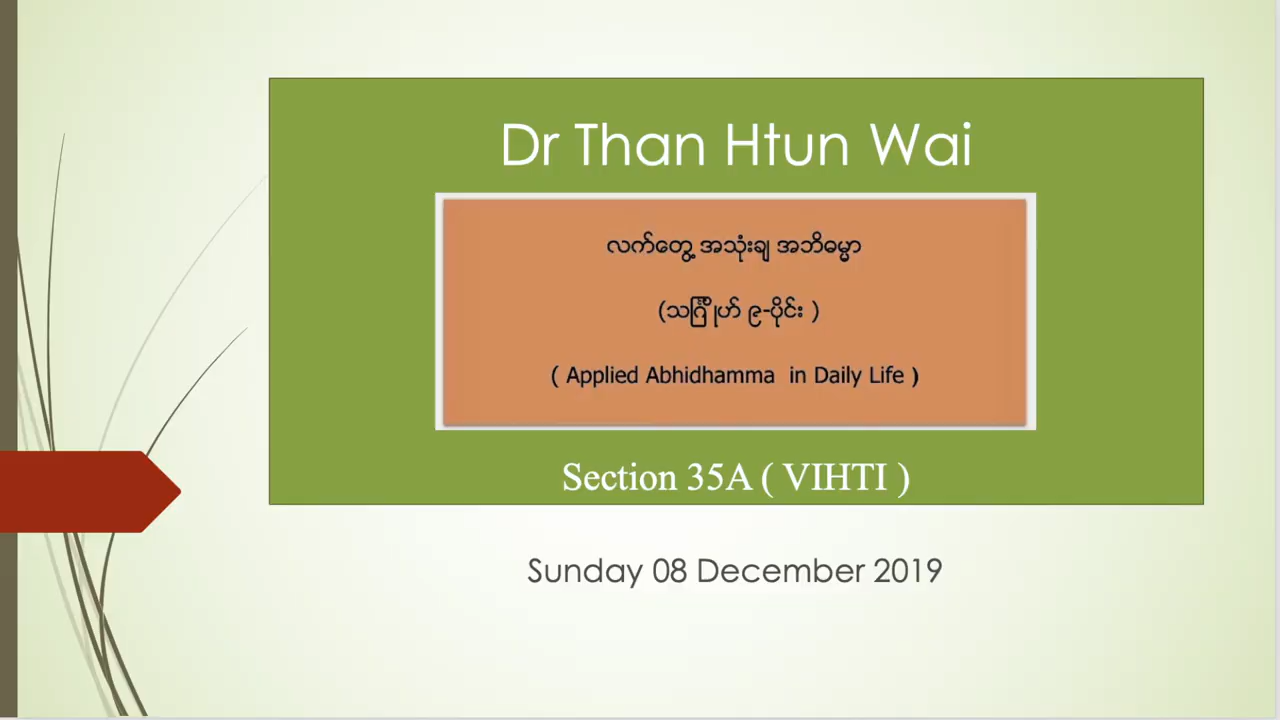 Dr Than Htun Wai
လက်တွေ့ အသုံးချ အဘိဓမ္မာ
(သင်္ဂြိုဟ် ၉-ပိုင်း )
( Applied Abhidhamma in Daily Life )
Section 35A ( VIHTI )
Sunday 08 December 2019